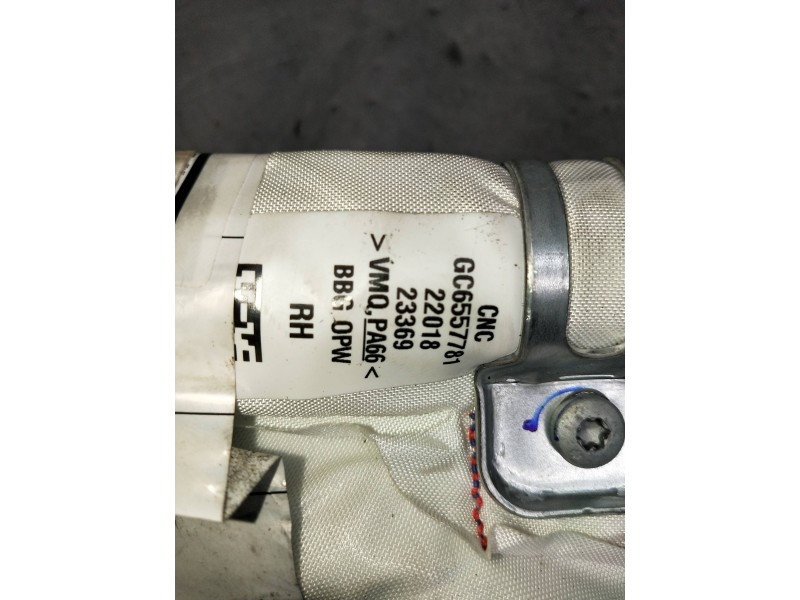 CNC
GC6557781
22018
23369
>VMQ,PA66<
BBG OPW
RH